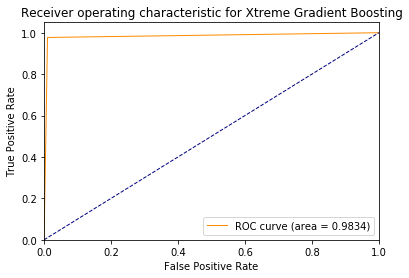 Receiver operating characteristic for Xtreme Gradient Boosting
True Positive Rate
1.0
0.8
0.6
0.4
0.2
0.0
ROC curve (area = 0.9834)
0.0 0.2 0.4 0.6 0.8 1.0
False Positive Rate